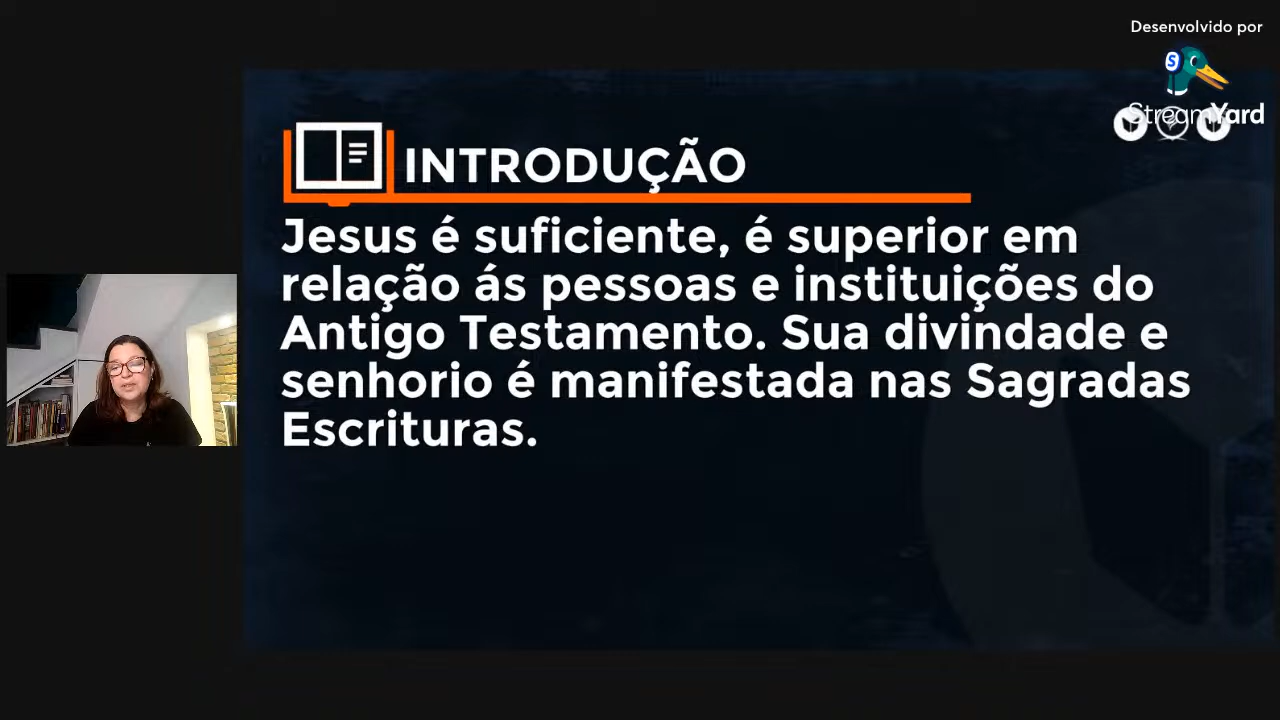 Desenvolvido por
StreamYard
INTRODUÇÃO
Jesus é suficiente, é superior em
relação ás pessoas e instituições do
Antigo Testamento. Sua divindade e
senhorio é manifestada nas Sagradas
Escrituras.